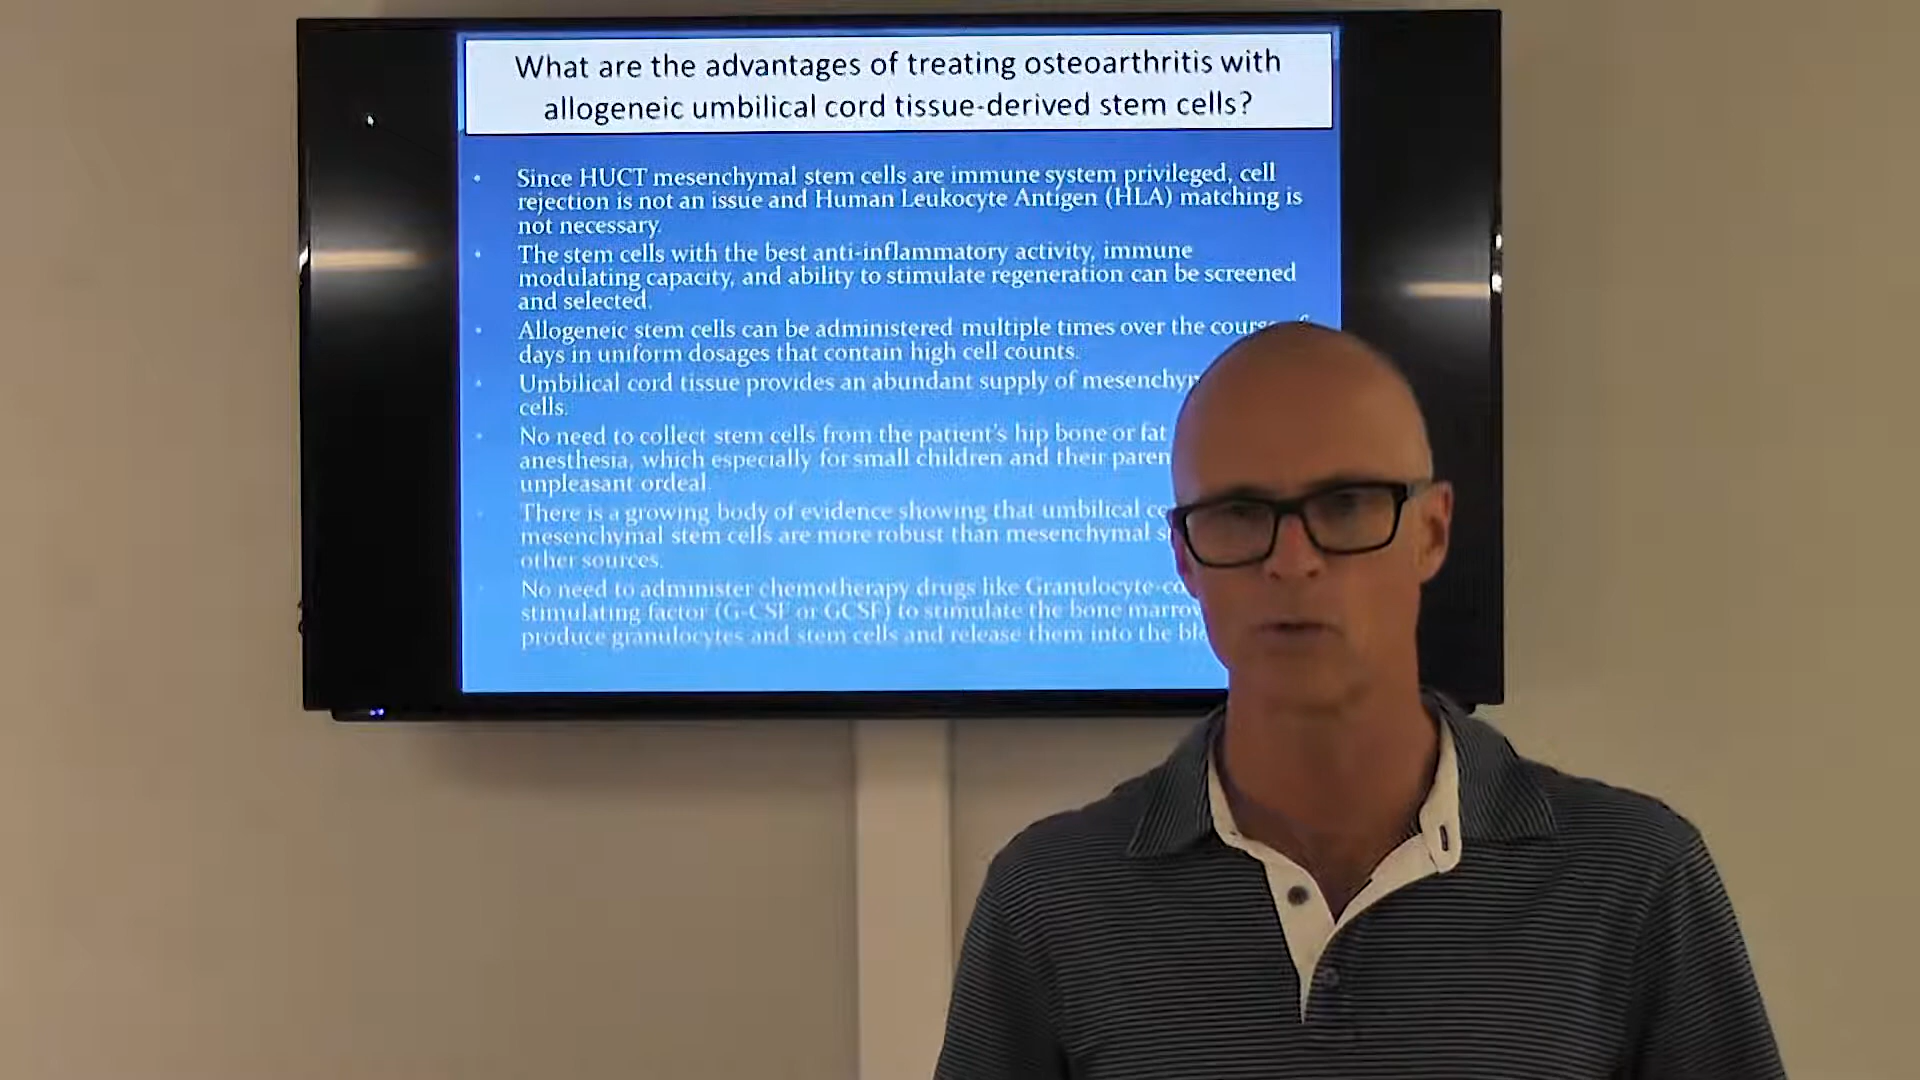 What are the advantages of treating osteoarthritis with
allogeneic umbilical cord tissue-derived stem cells?
• Since HUCT mesenchymal stem cells are immune system privileged, cell
rejection is not an issue and Human Leukocyte Antigen (HLA) matching is
not necessary.
• The stem cells with the best anti-inflammatory activity, immune
modulating capacity, and ability to stimulate regeneration can be screened
and selected.
• Allogeneic stem cells can be administered multiple times over the course
days in uniform dosages that contain high cell counts.
• Umbilical cord tissue provides an abundant supply of
cells.
• No need to collect stem cells from the patient's hip bone or fat
anesthesia, which especially for small children and their
unpleasant ordeal.
• There is a growing body of evidence showing that umbilical
mesenchymal stem cells are more robust than mesenchymal
other sources.
• No need to administer chemotherapy drugs like
stimulating factor (G-CSF or GCSF) to stimulate the bone
produce granulocytes and stem cells and release them into the